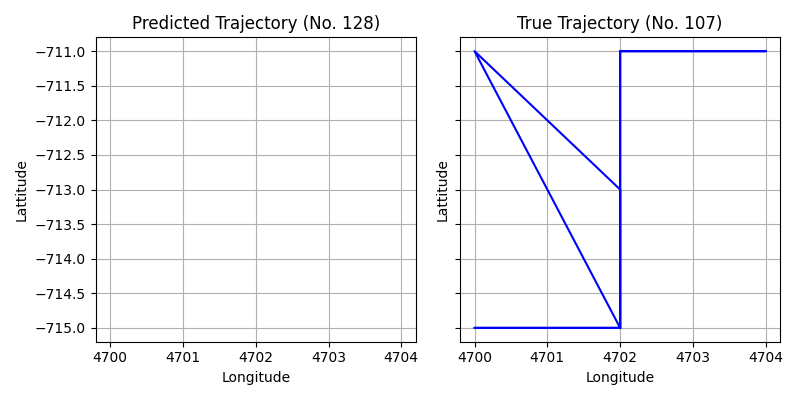 Predicted Trajectory (No. 128)
True Trajectory (No. 107)
−711.0
−711.5
−712.0
−712.5
−713.0
−713.5
−714.0
−714.5
−715.0
Lattitude
Lattitude
4700 4701 4702 4703 4704
4700 4701 4702 4703 4704
Longitude
Longitude